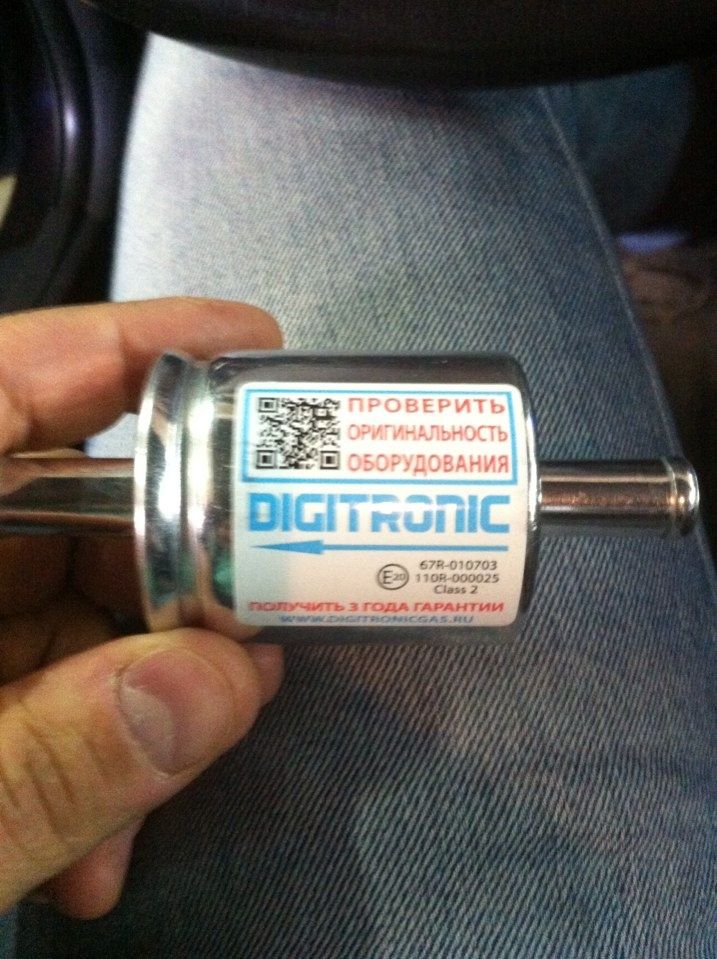 ПРОВЕРИТЬ
ОРИГИНАЛЬНОСТЬ
ОБОРУДОВАНИЯ
DIGITRONIC
E20
67R-010703
110R-000025
Class 2
ПОЛУЧИТЬ 3 ГОДА ГАРАНТИИ
WWW.DIGITRONICGAS.RU